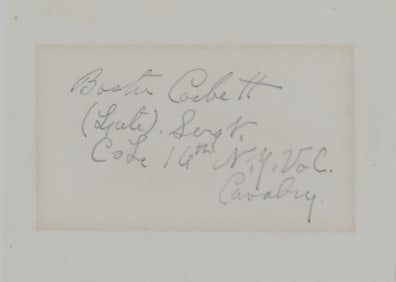 Boston Corbett
(Late). Sergt.
Co L. 16th N.Y. Vol.
Cavalry.